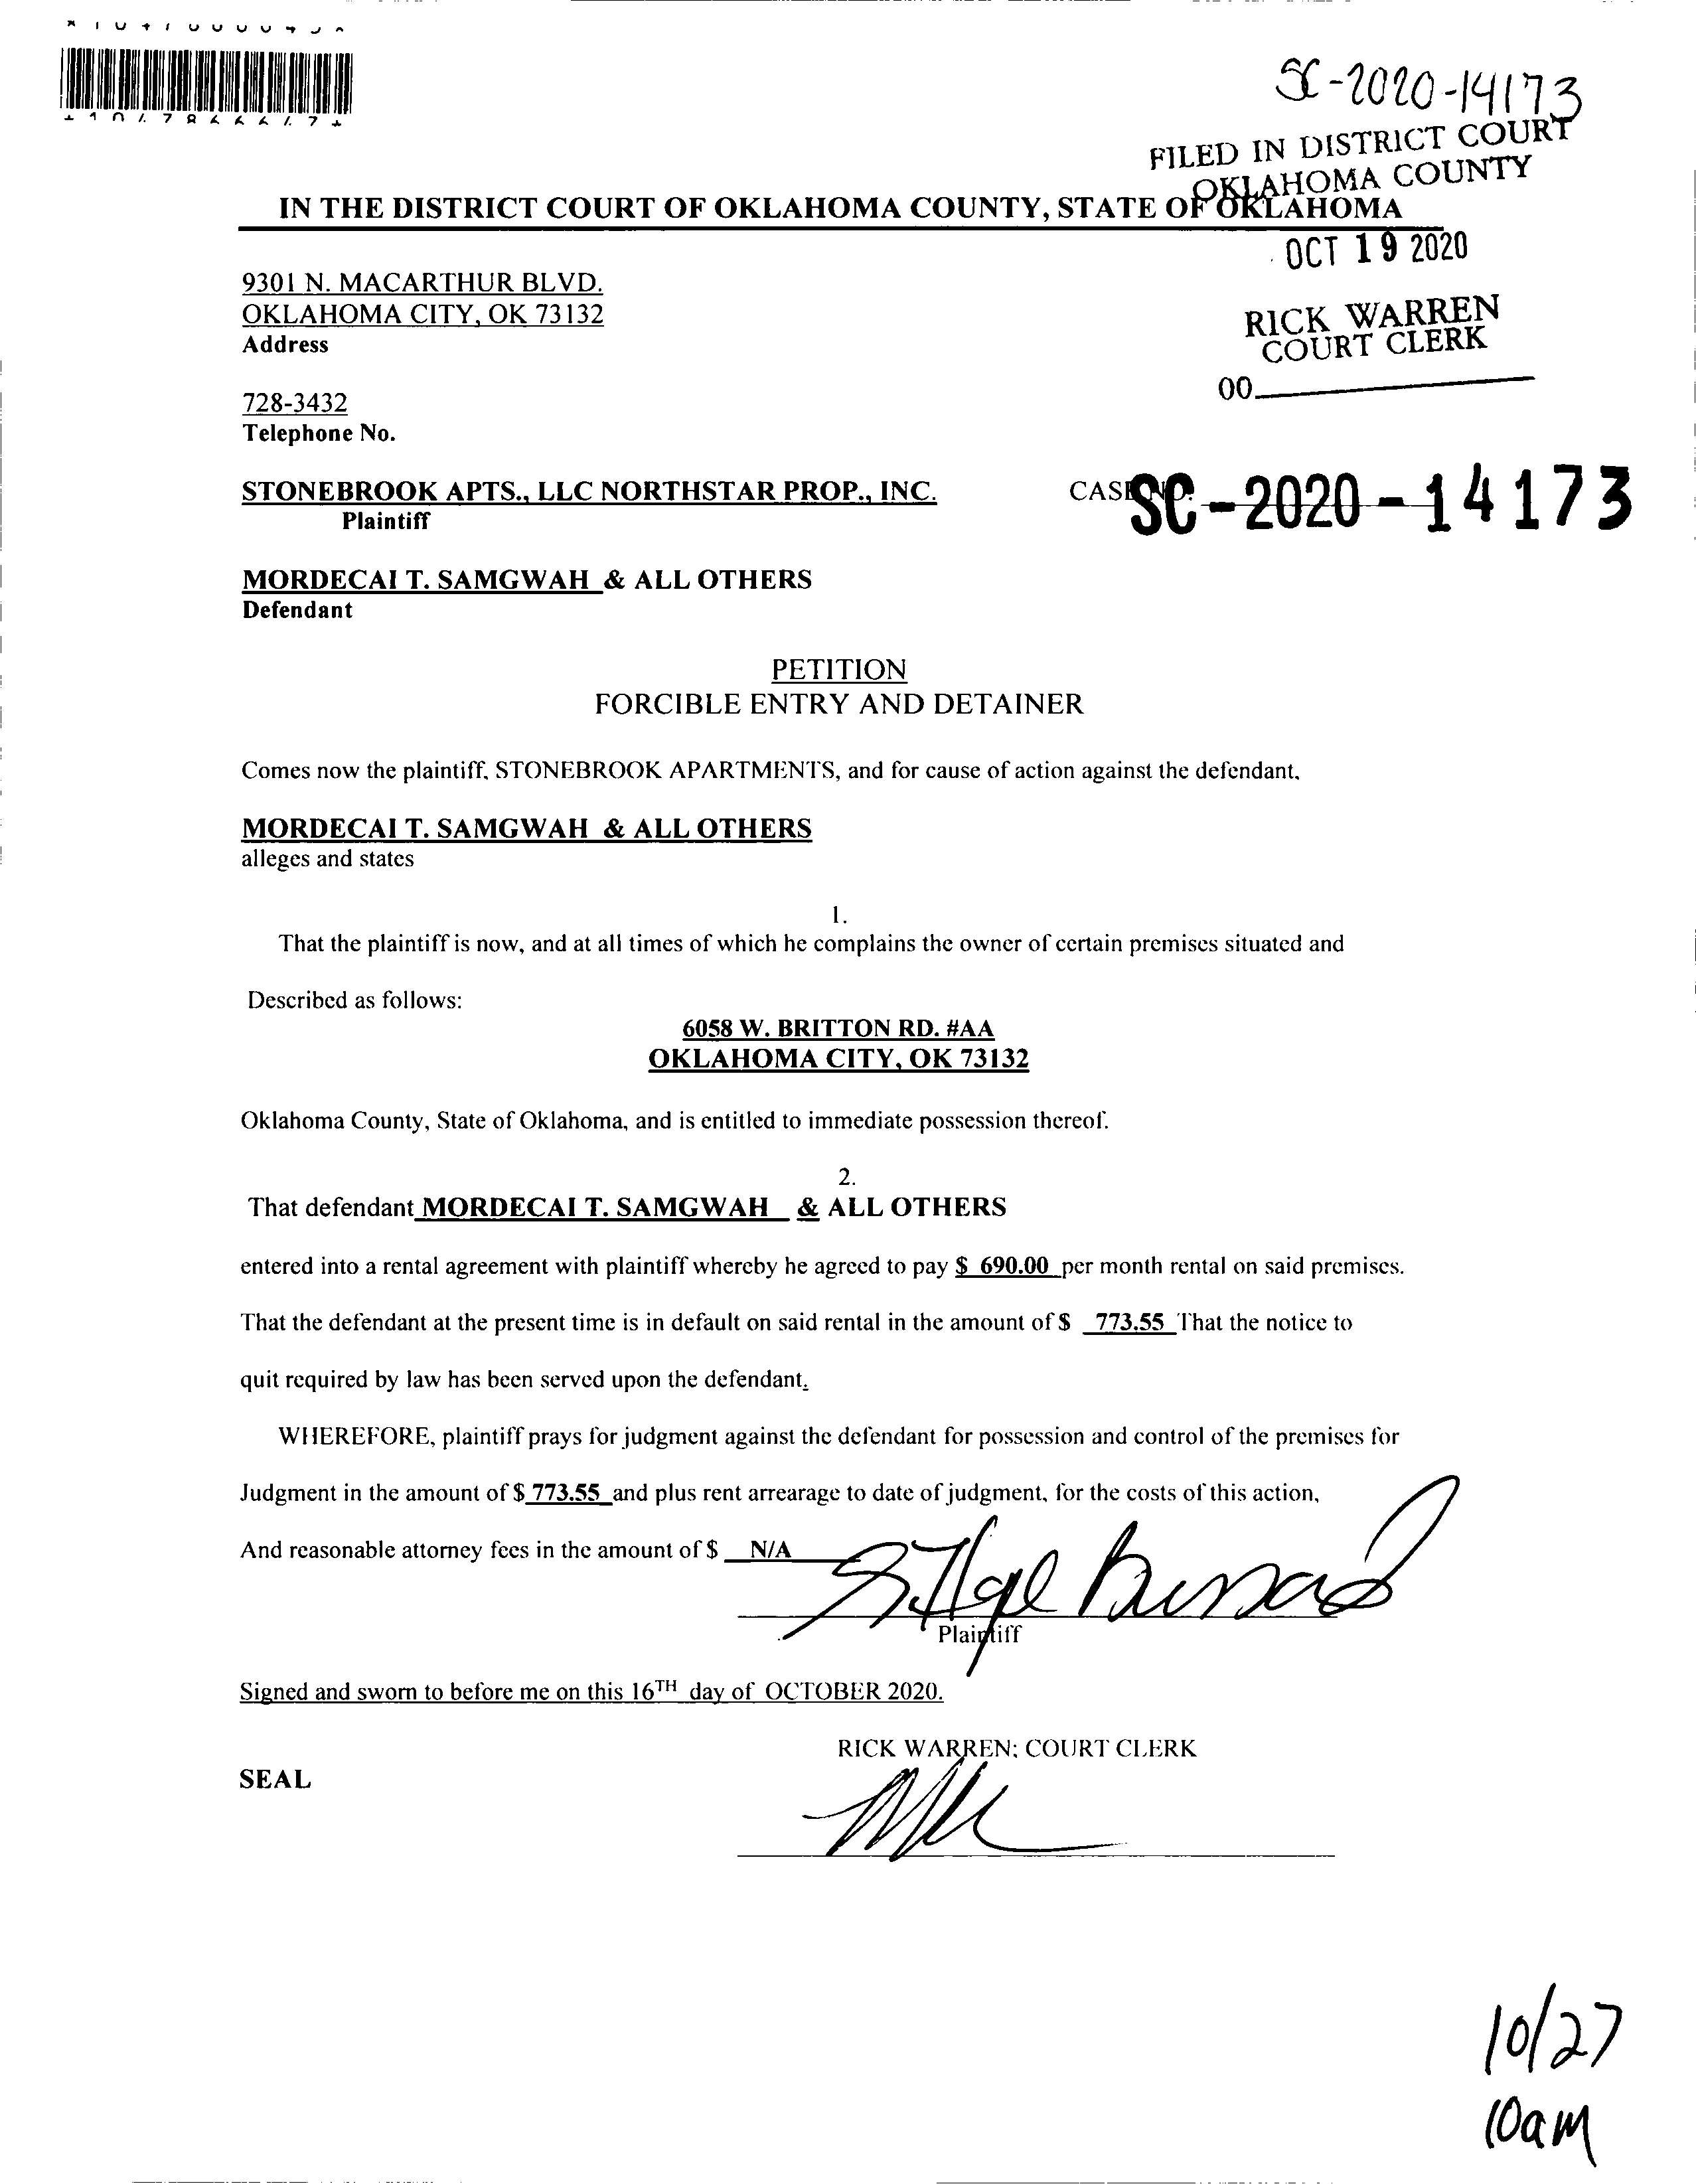 SC-2020-14173
FILED IN DISTRICT COURT
OKLAHOMA COUNTY
IN THE DISTRICT COURT OF OKLAHOMA COUNTY, STATE OF OKLAHOMA
OCT 19 2020
9301 N. MACARTHUR BLVD.
OKLAHOMA CITY, OK 73132
Address
RICK WARREN
COURT CLERK
00
728-3432
Telephone No.
STONEBROOK APTS., LLC NORTHSTAR PROP., INC.
CASE NO. SC-2020-14173
Plaintiff
MORDECAI T. SAMGWAH & ALL OTHERS
Defendant
PETITION
FORCIBLE ENTRY AND DETAINER
Comes now the plaintiff, STONEBROOK APARTMENTS, and for cause of action against the defendant,
MORDECAI T. SAMGWAH & ALL OTHERS
alleges and states
1.
That the plaintiff is now, and at all times of which he complains the owner of certain premises situated and
Described as follows:
6058 W. BRITTON RD. #AA
OKLAHOMA CITY, OK 73132
Oklahoma County, State of Oklahoma, and is entitled to immediate possession thereof.
2.
That defendant MORDECAI T. SAMGWAH & ALL OTHERS
entered into a rental agreement with plaintiff whereby he agreed to pay $ 690.00 per month rental on said premises.
That the defendant at the present time is in default on said rental in the amount of $ 773.55 That the notice to
quit required by law has been served upon the defendant.
WHEREFORE, plaintiff prays for judgment against the defendant for possession and control of the premises for
Judgment in the amount of $ 773.55 and plus rent arrearage to date of judgment, for the costs of this action,
And reasonable attorney fees in the amount of $ N/A
Plaintiff
Signed and sworn to before me on this 16TH day of OCTOBER 2020.
RICK WARREN; COURT CLERK
SEAL
10/27
10am